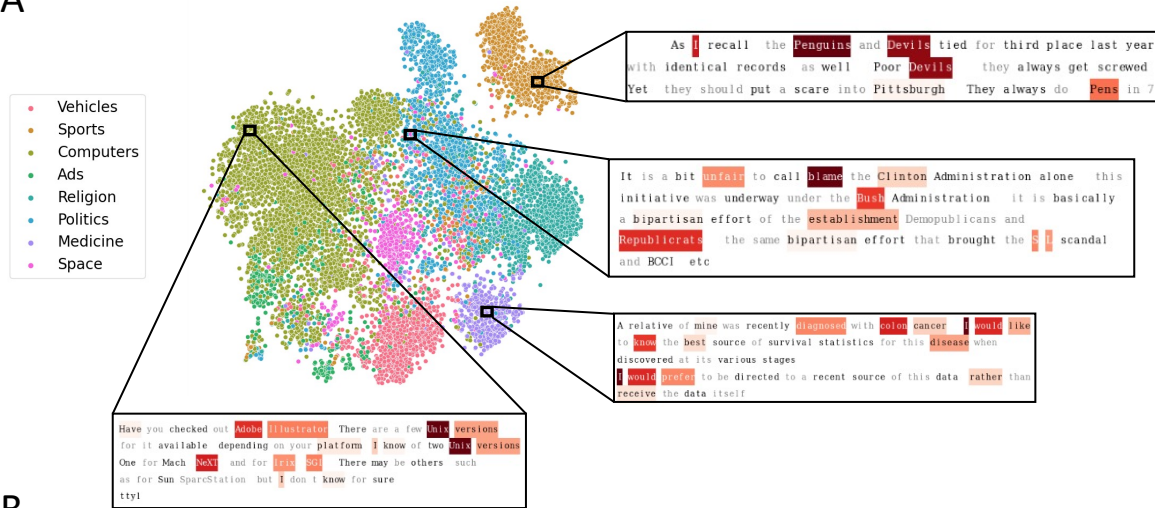 A
As I recall the Penguins and Devils tied for third place last year
with identical records as well Poor Devils they always get screwed
Yet they should put a scare into Pittsburgh They always do Pens in 7
Vehicles
Sports
Computers
Ads
Religion
Politics
Medicine
Space
It is a bit unfair to call blame the Clinton Administration alone this
initiative was underway under the Bush Administration it is basically
a bipartisan effort of the establishment Demopublicans and
Republicrats the same bipartisan effort that brought the S L scandal
and BCCI etc
A relative of mine was recently diagnosed with colon cancer I would like
to know the best source of survival statistics for this disease when
discovered at its various stages
I would prefer to be directed to a recent source of this data rather than
receive the data itself
Have you checked out Adobe Illustrator There are a few Unix versions
for it available depending on your platform I know of two Unix versions
One for Mach NeXT and for Irix SGI There may be others such
as for Sun SparcStation but I don t know for sure
ttyl
B